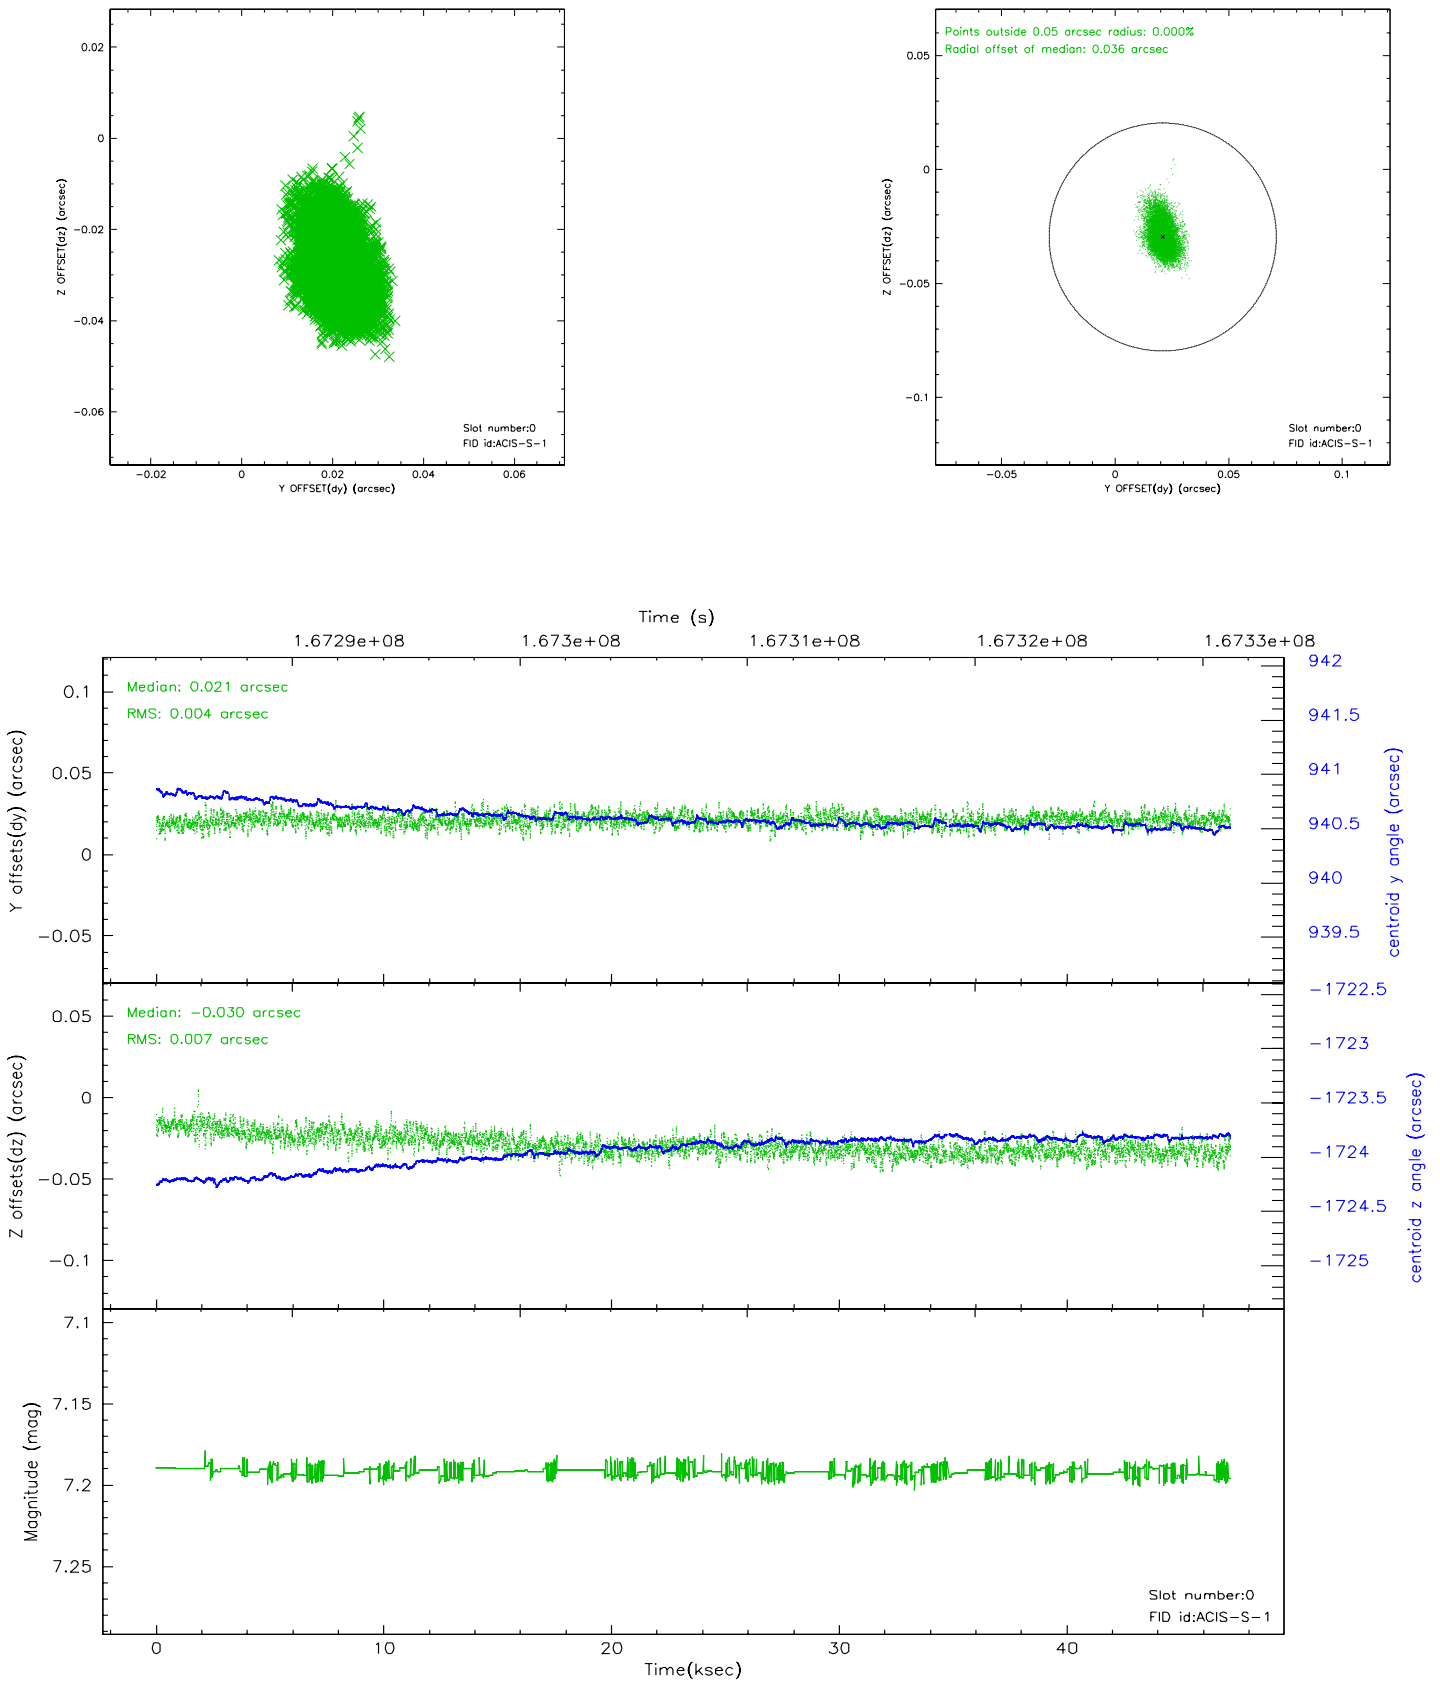 0.02
0
−0.02
−0.04
−0.06
Z OFFSET(dz) (arcsec)
Slot number:0
FID id:ACIS−S−1
−0.02
0
0.02
0.04
0.06
Y OFFSET(dy) (arcsec)
Points outside 0.05 arcsec radius: 0.000%
Radial offset of median: 0.036 arcsec
0.05
0
−0.05
−0.1
Z OFFSET(dz) (arcsec)
Slot number:0
FID id:ACIS−S−1
−0.05
0
0.05
0.1
Y OFFSET(dy) (arcsec)
Time (s)
1.6729e+08
1.673e+08
1.6731e+08
1.6732e+08
1.6733e+08
Median: 0.021 arcsec
RMS: 0.004 arcsec
0.1
0.05
0
−0.05
Y offsets(dy) (arcsec)
942
941.5
941
940.5
940
939.5
centroid y angle (arcsec)
Median: −0.030 arcsec
RMS: 0.007 arcsec
0.05
0
−0.05
−0.1
Z offsets(dz) (arcsec)
−1722.5
−1723
−1723.5
−1724
−1724.5
−1725
centroid z angle (arcsec)
7.1
7.15
7.2
7.25
Magnitude (mag)
Slot number:0
FID id:ACIS−S−1
0
10
20
30
40
Time(ksec)